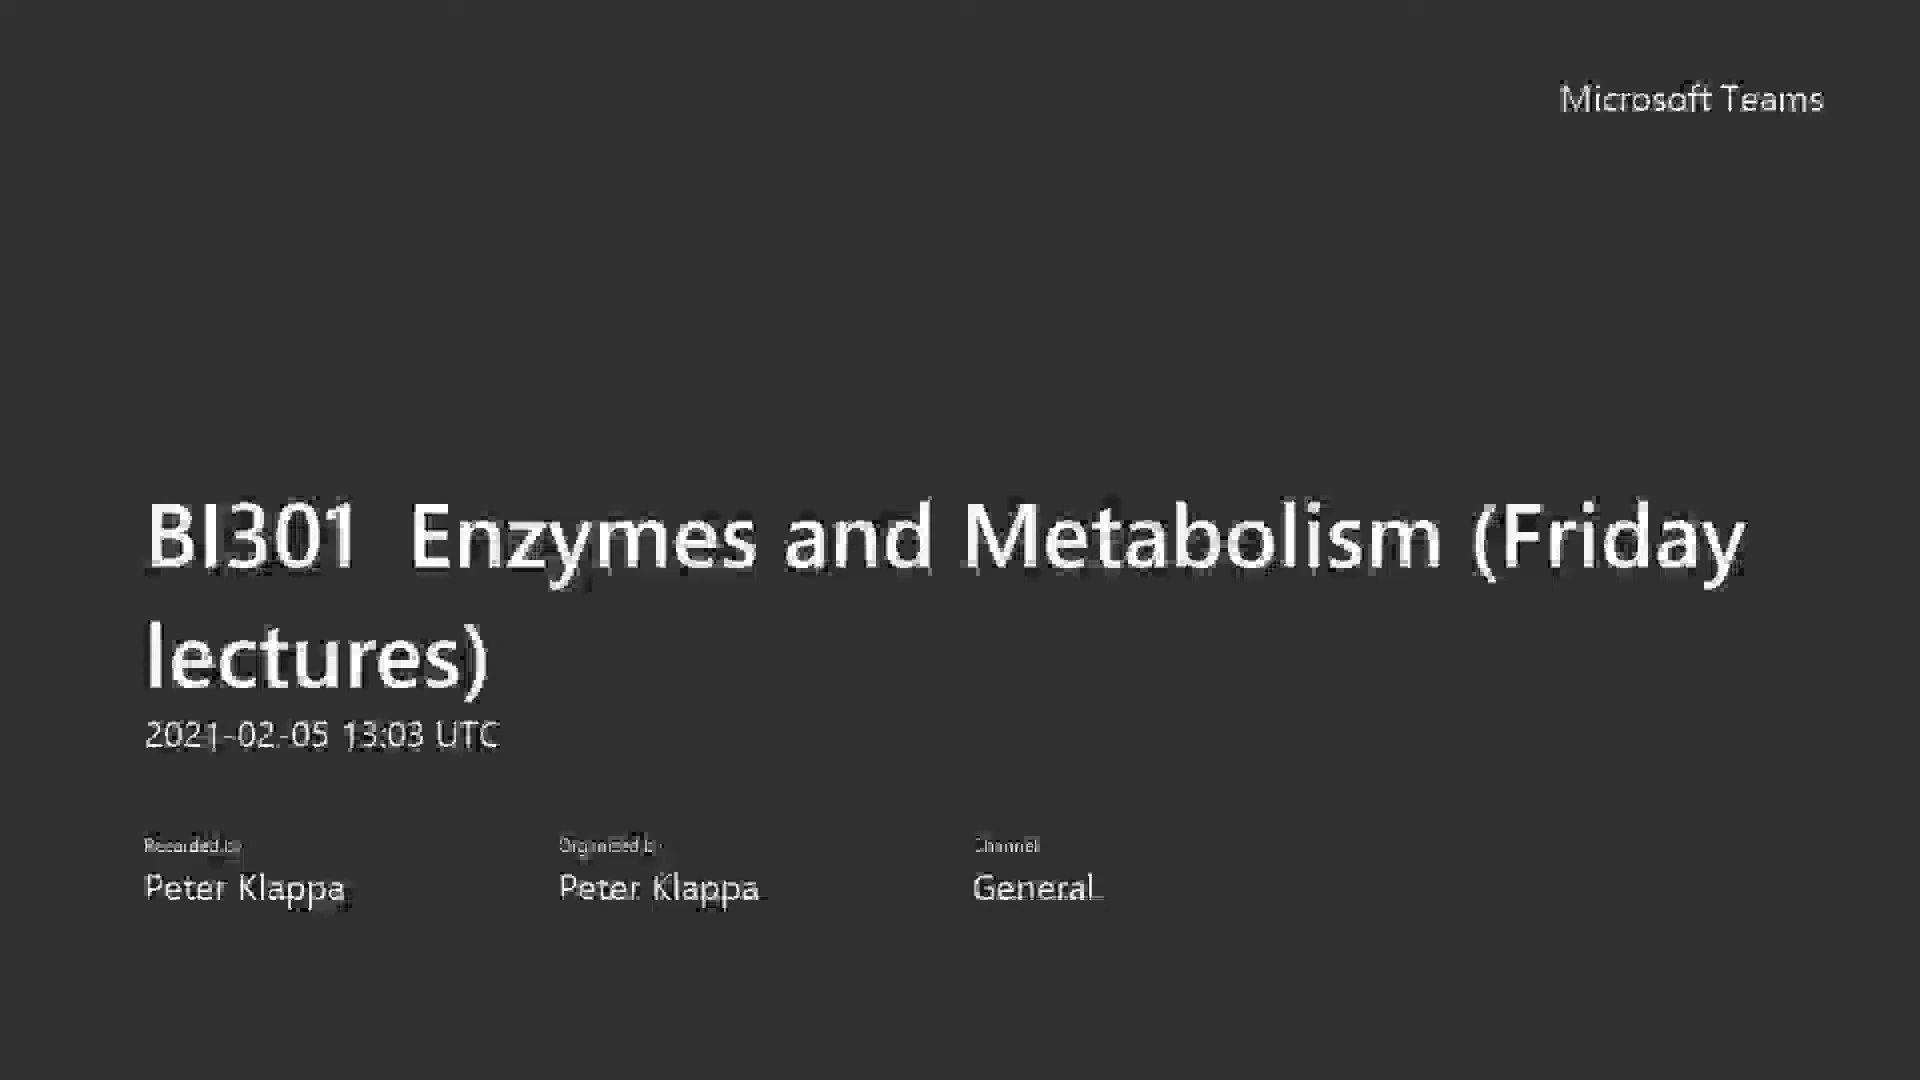 Microsoft Teams
BI301 Enzymes and Metabolism (Friday
lectures)
2021-02-05 13:03 UTC
Recorded by
Organized by
Channel
Peter Klappa
Peter Klappa
General